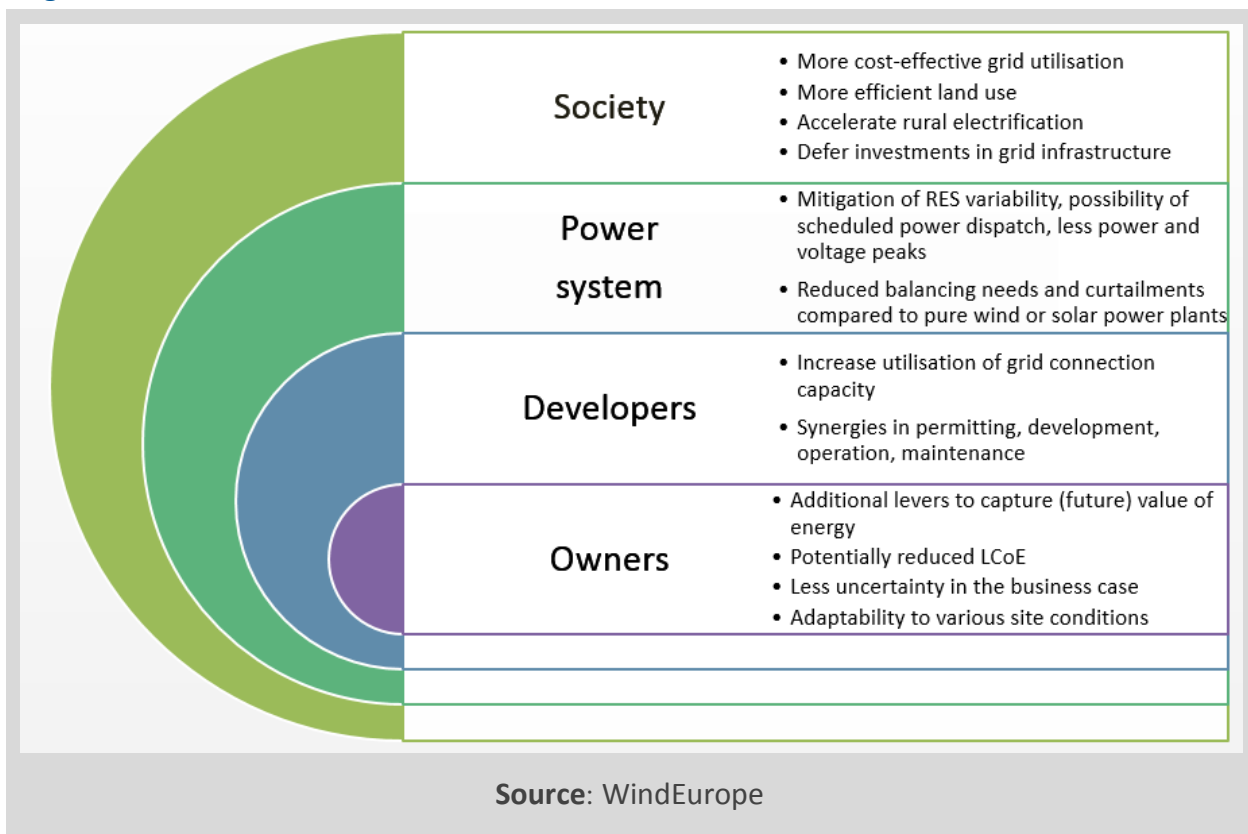 Society
• More cost-effective grid utilisation
• More efficient land use
• Accelerate rural electrification
• Defer investments in grid infrastructure
Power
system
• Mitigation of RES variability, possibility of
scheduled power dispatch, less power and
voltage peaks
• Reduced balancing needs and curtailments
compared to pure wind or solar power plants
Developers
• Increase utilisation of grid connection
capacity
• Synergies in permitting, development,
operation, maintenance
Owners
• Additional levers to capture (future) value of
energy
• Potentially reduced LCoE
• Less uncertainty in the business case
• Adaptability to various site conditions
Source: WindEurope